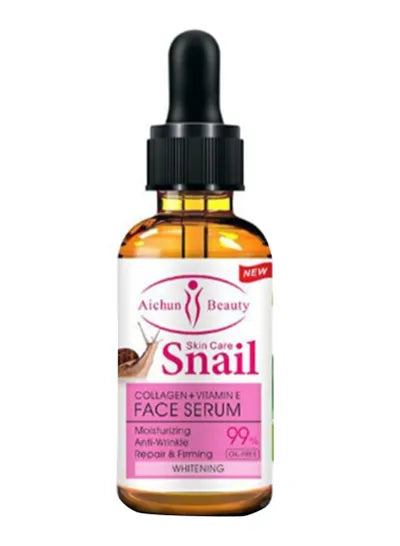 NEW
Aichun Beauty
Skin Care
Snail
COLLAGEN+VITAMIN E
FACE SERUM
Moisturizing
Anti-Wrinkle
Repair & Firming
99%
OIL-FREE
WHITENING